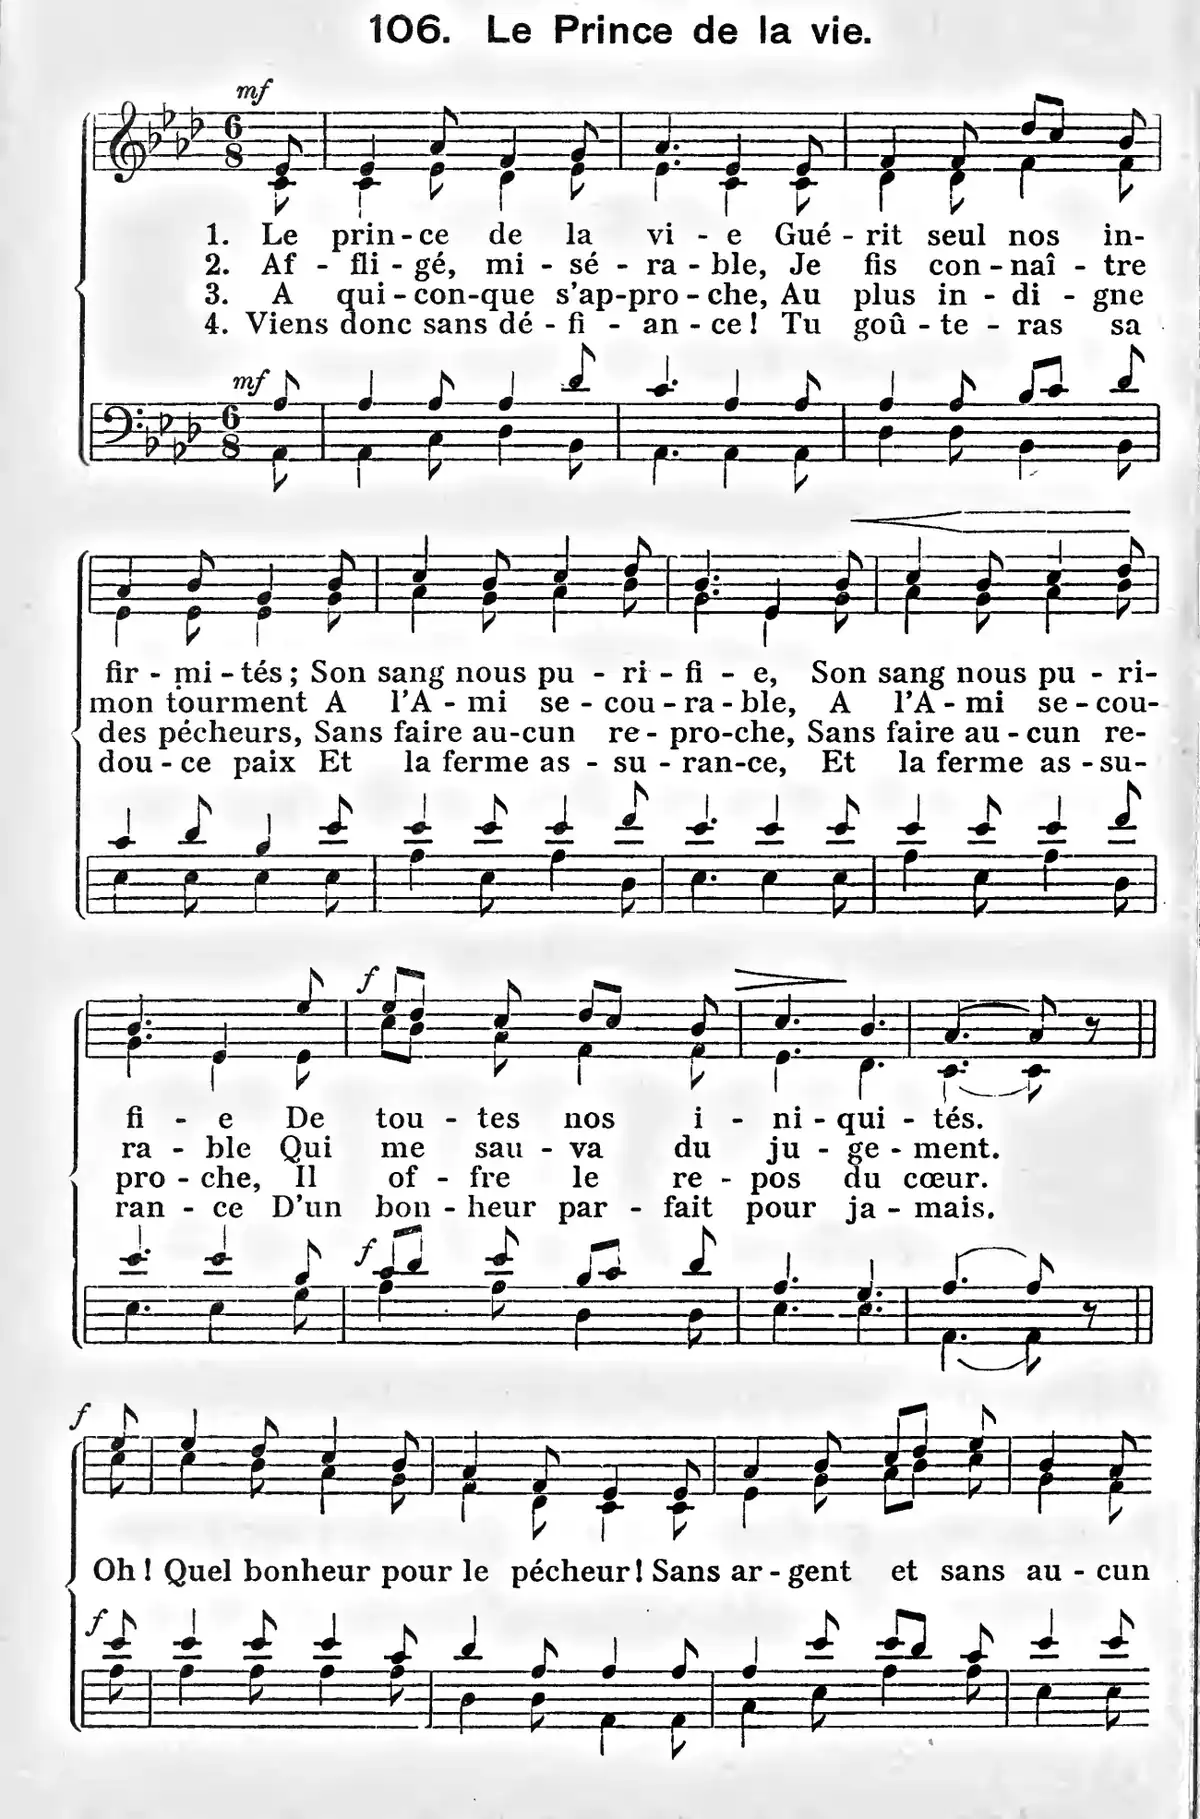 106. Le Prince de la vie.
mf
1. Le prin-ce de la vi-e Gué-rit seul nos in-
2. Af-fli-gé, mi-sé-ra-ble, Je fis con-naî-tre
3. A qui-con-que s'ap-pro-che, Au plus in-di-gne
4. Viens donc sans dé-fi-an-ce! Tu goû-te-ras sa
mf
fir-mi-tés; Son sang nous pu-ri-fi-e, Son sang nous pu-ri-
mon tourment A l'A-mi se-cou-ra-ble, A l'A-mi se-cou-
des pécheurs, Sans faire au-cun re-pro-che, Sans faire au-cun re-
dou-ce paix Et la ferme as-su-ran-ce, Et la ferme as-su-
f
fi-e De tou-tes nos i-ni-qui-tés.
ra-ble Qui me sau-va du ju-ge-ment.
pro-che, Il of-fre le re-pos du cœur.
ran-ce D'un bon-heur par-fait pour ja-mais.
f
f
Oh! Quel bonheur pour le pécheur! Sans ar-gent et sans au-cun
f